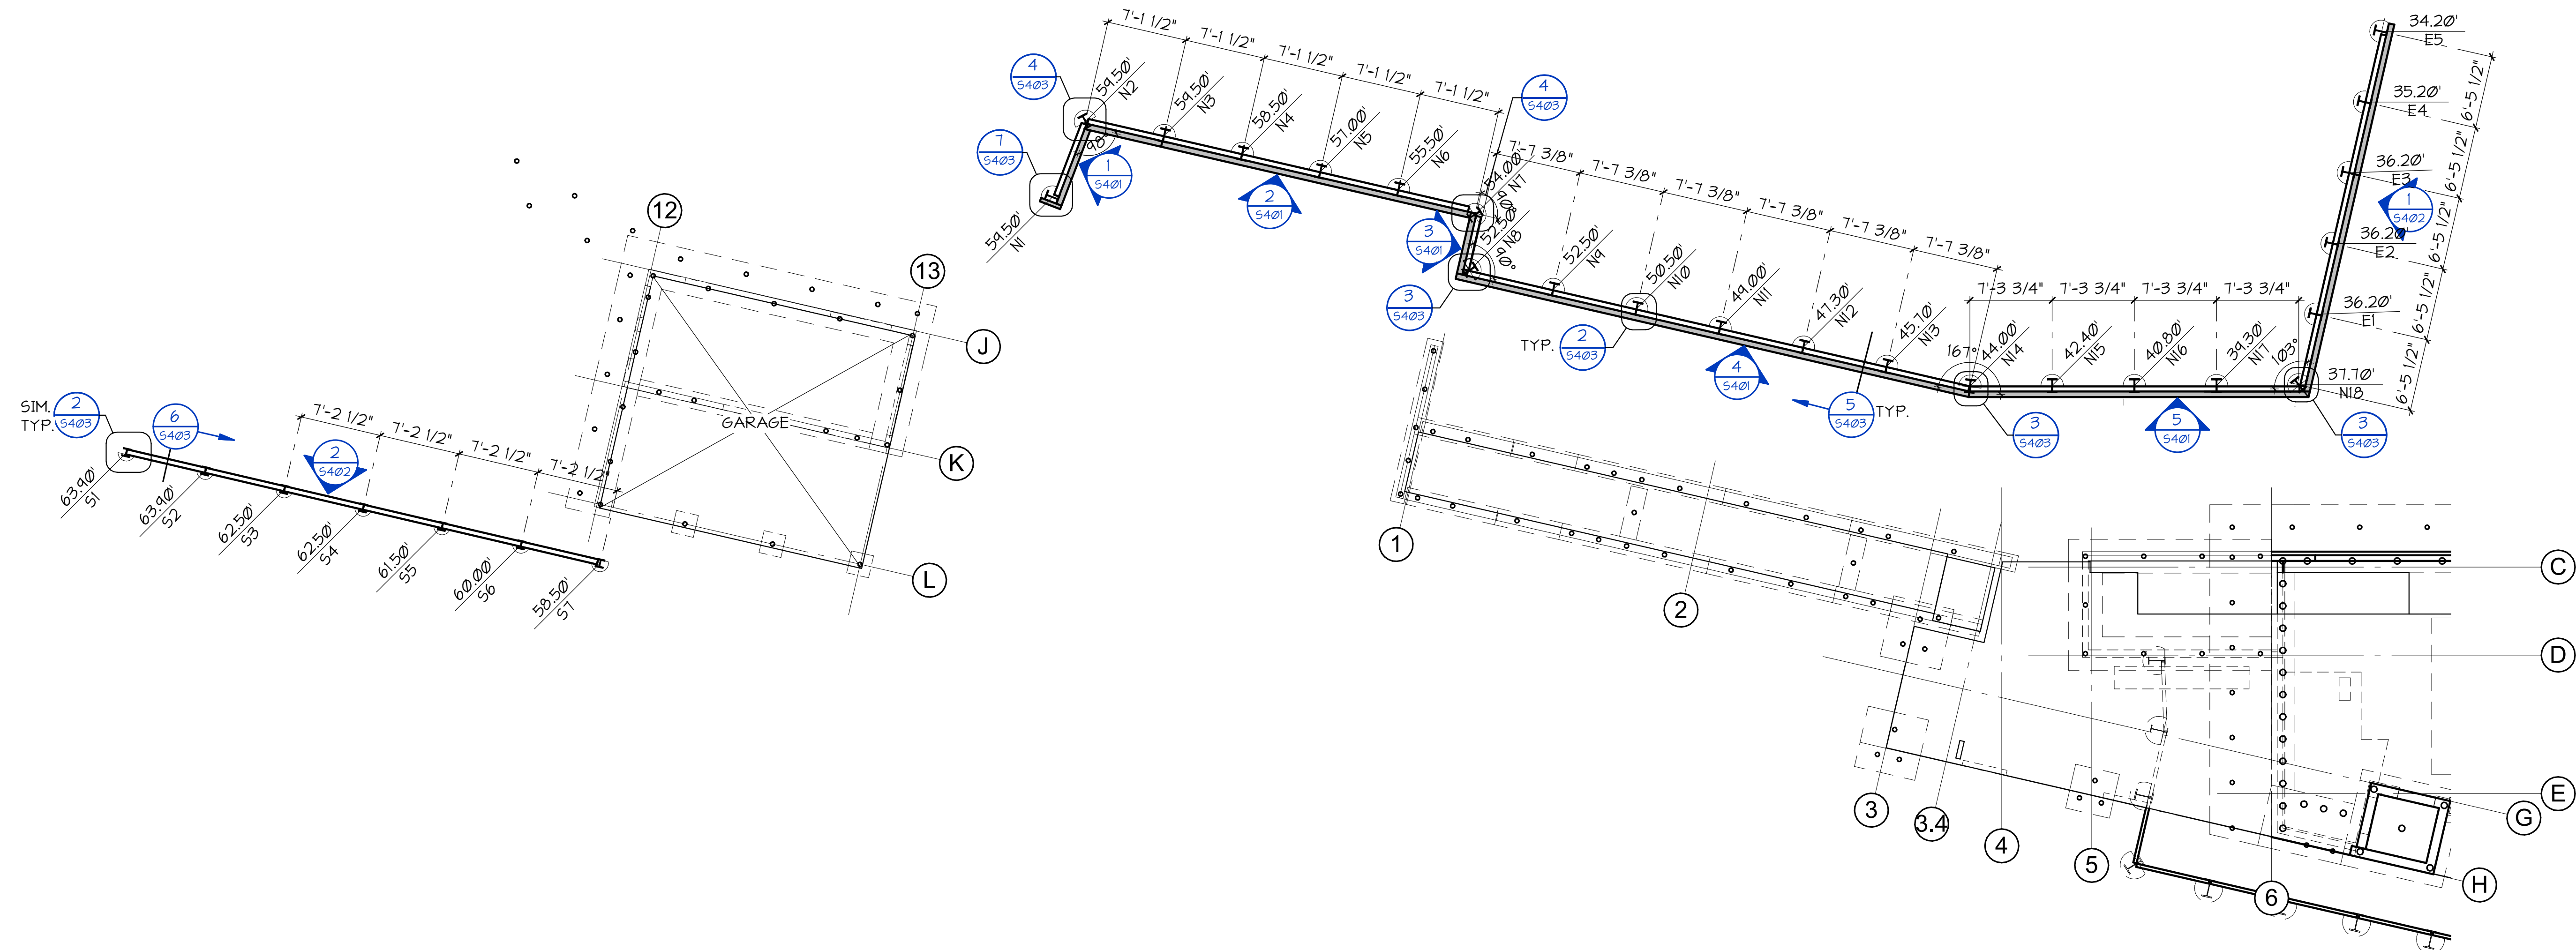 7'-1 1/2"
7'-1 1/2"
7'-1 1/2"
7'-1 1/2"
7'-1 1/2"
4
S403
7
S403
59.50'
N1
59.50'
N2
98°
1
S401
59.50'
N3
58.50'
N4
57.00'
N5
55.50'
N6
2
S401
4
S403
54.00'
N7
90°
52.50'
N8
90°
3
S401
3
S403
7'-7 3/8"
7'-7 3/8"
7'-7 3/8"
7'-7 3/8"
7'-7 3/8"
7'-7 3/8"
52.50'
N9
50.50'
N10
49.00'
N11
47.30'
N12
45.70'
N13
TYP.
2
S403
4
S401
5
S403
TYP.
7'-3 3/4"
7'-3 3/4"
7'-3 3/4"
7'-3 3/4"
167°
44.00'
N14
42.40'
N15
40.80'
N16
39.30'
N17
103°
37.70'
N18
3
S403
5
S401
3
S403
34.20'
E5
35.20'
E4
36.20'
E3
36.20'
E2
36.20'
E1
1
S402
6'-5 1/2"
6'-5 1/2"
6'-5 1/2"
6'-5 1/2"
6'-5 1/2"
12
13
J
K
L
GARAGE
SIM.
TYP.
2
S403
6
S403
7'-2 1/2"
7'-2 1/2"
7'-2 1/2"
7'-2 1/2"
2
S402
63.90'
S1
63.90'
S2
62.50'
S3
62.50'
S4
61.50'
S5
60.00'
S6
58.50'
S7
1
2
3
3.4
4
5
6
C
D
E
G
H